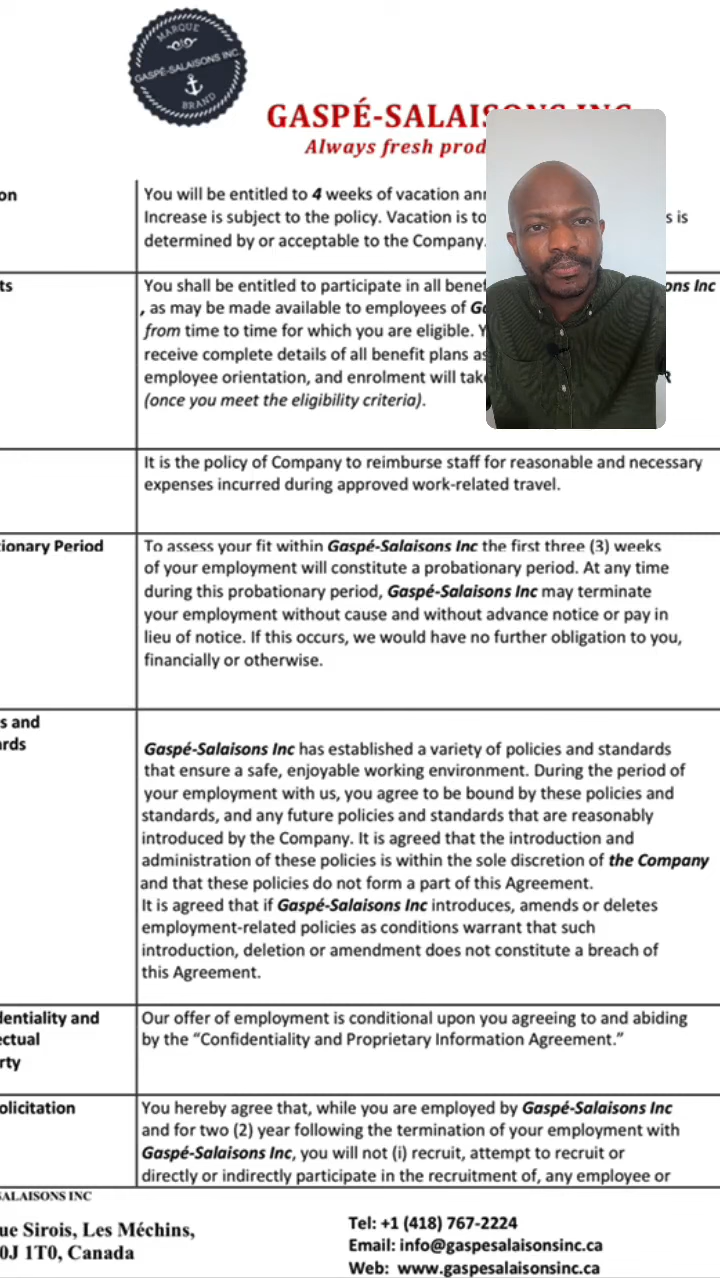 MARQUE
GASPÉ-SALAISONS INC
BRAND
GASPÉ-SALAISONS INC
Always fresh prod
on
You will be entitled to 4 weeks of vacation an
Increase is subject to the policy. Vacation is to s is
determined by or acceptable to the Company.
ts
You shall be entitled to participate in all benef ons Inc
, as may be made available to employees of Ga
from time to time for which you are eligible. Y
receive complete details of all benefit plans as
employee orientation, and enrolment will take R
(once you meet the eligibility criteria).
It is the policy of Company to reimburse staff for reasonable and necessary
expenses incurred during approved work-related travel.
ionary Period
To assess your fit within Gaspé-Salaisons Inc the first three (3) weeks
of your employment will constitute a probationary period. At any time
during this probationary period, Gaspé-Salaisons Inc may terminate
your employment without cause and without advance notice or pay in
lieu of notice. If this occurs, we would have no further obligation to you,
financially or otherwise.
s and
ards
Gaspé-Salaisons Inc has established a variety of policies and standards
that ensure a safe, enjoyable working environment. During the period of
your employment with us, you agree to be bound by these policies and
standards, and any future policies and standards that are reasonably
introduced by the Company. It is agreed that the introduction and
administration of these policies is within the sole discretion of the Company
and that these policies do not form a part of this Agreement.
It is agreed that if Gaspé-Salaisons Inc introduces, amends or deletes
employment-related policies as conditions warrant that such
introduction, deletion or amendment does not constitute a breach of
this Agreement.
dentiality and
ectual
rty
Our offer of employment is conditional upon you agreeing to and abiding
by the “Confidentiality and Proprietary Information Agreement.”
olicitation
You hereby agree that, while you are employed by Gaspé-Salaisons Inc
and for two (2) year following the termination of your employment with
Gaspé-Salaisons Inc, you will not (i) recruit, attempt to recruit or
directly or indirectly participate in the recruitment of, any employee or
SALAISONS INC
ue Sirois, Les Méchins,
0J 1T0, Canada
Tel: +1 (418) 767-2224
Email: info@gaspesalaisonsinc.ca
Web: www.gaspesalaisonsinc.ca